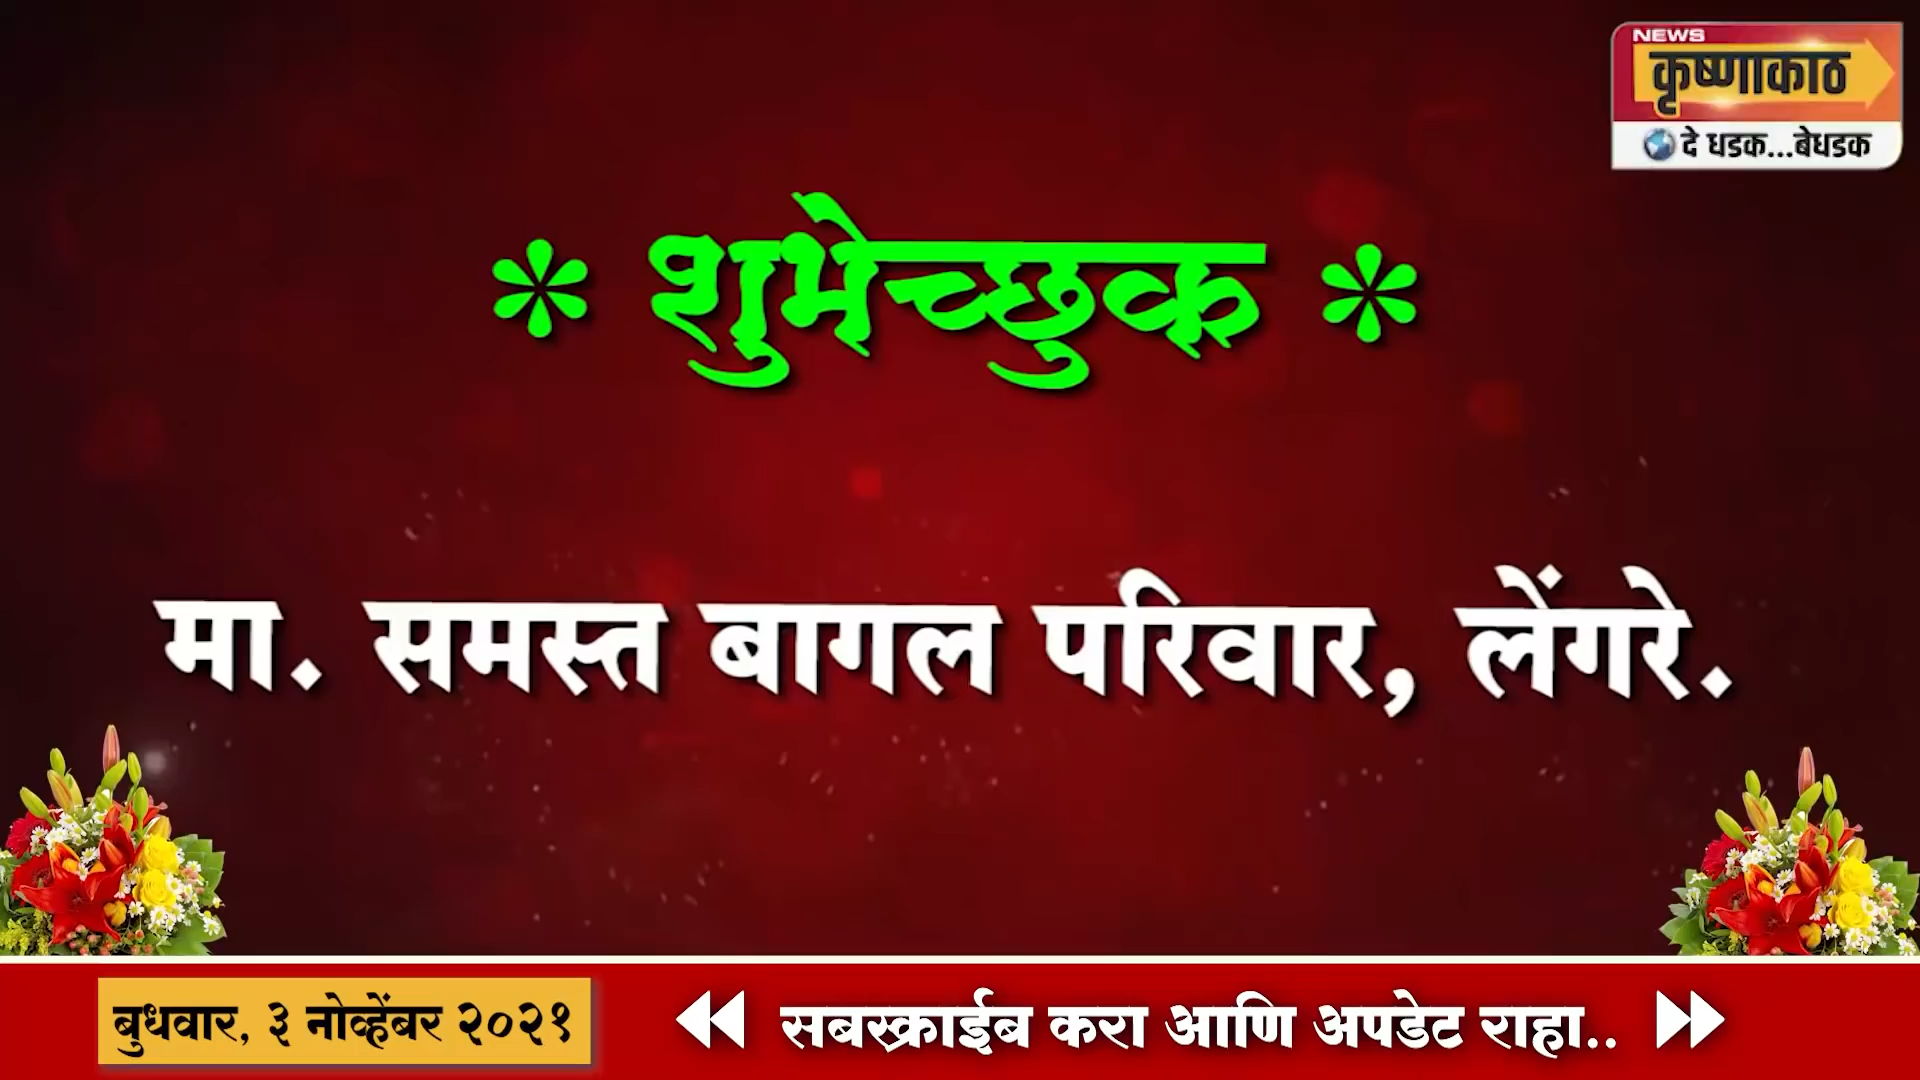 NEWS
कृष्णाकाठ
दे धडक...बेधडक
* शुभेच्छुक *
मा. समस्त बागल परिवार, लेंगरे.
बुधवार, ३ नोव्हेंबर २०२१
सबस्क्राईब करा आणि अपडेट राहा..